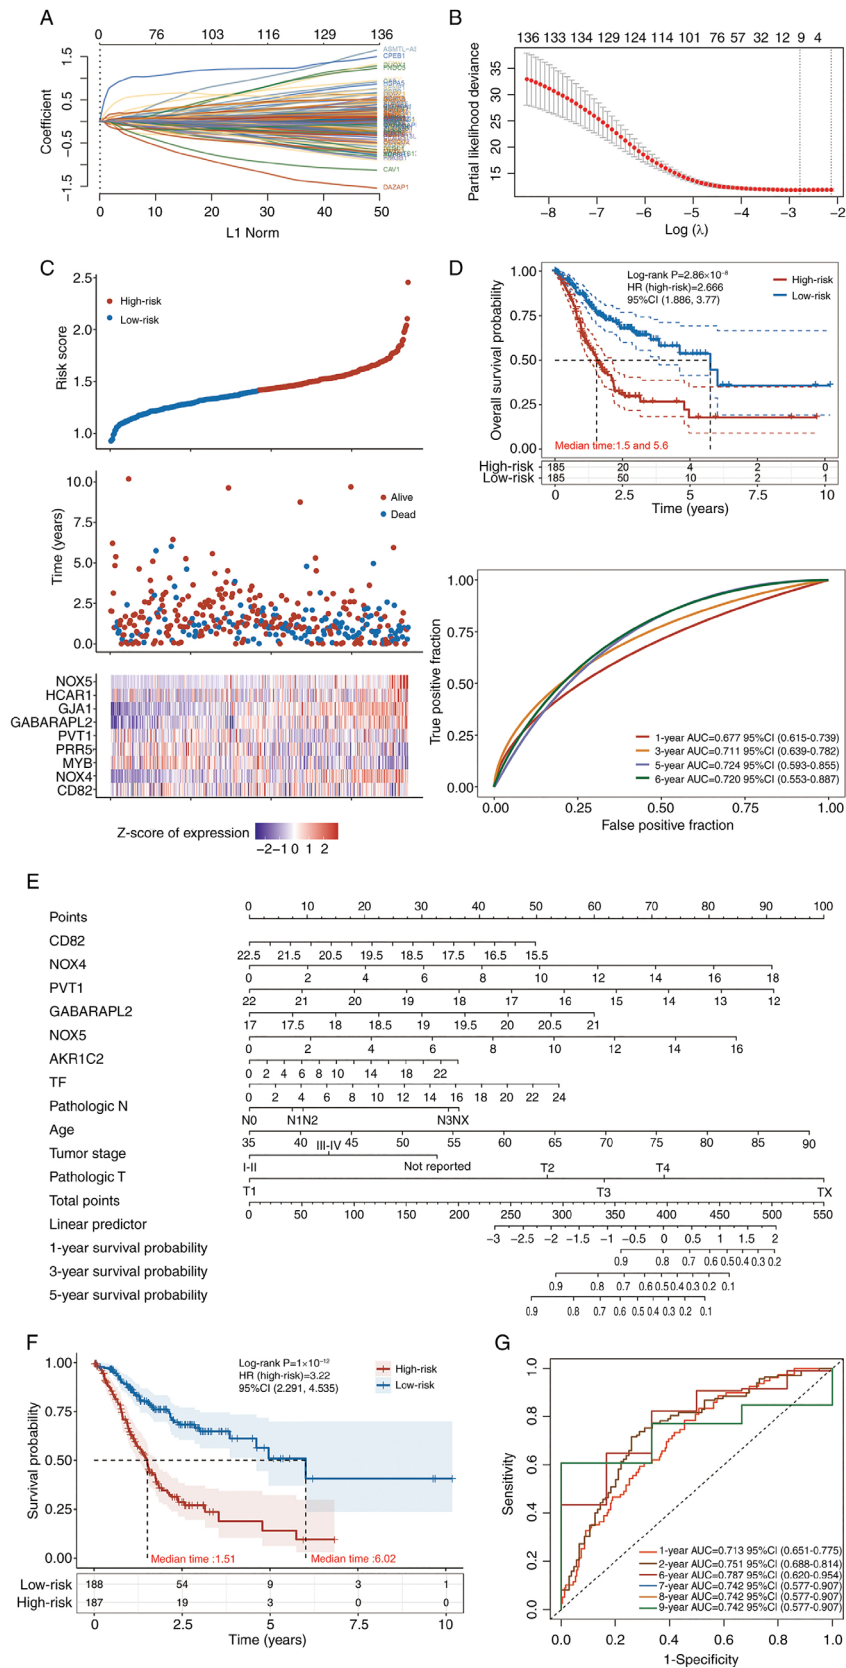 A
0 76 103 116 129 136
ASMTL-AS
CPEB1
CAV1
DAZAP1
1.5
0.5
−0.5
−1.5
Coefficient
0 10 20 30 40 50
L1 Norm
B
136 133 134 129 124 114 101 76 57 32 12 9 4
35
30
25
20
15
Partial likelihood deviance
−8 −7 −6 −5 −4 −3 −2
Log (λ)
C
2.5
2.0
1.5
1.0
Risk score
High-risk
Low-risk
10.0
7.5
5.0
2.5
0.0
Time (years)
Alive
Dead
NOX5
HCAR1
GJA1
GABARAPL2
PVT1
PRR5
MYB
NOX4
CD82
Z-score of expression
−2 −1 0 1 2
D
1.00
0.75
0.50
0.25
0.00
Overall survival probability
Log-rank P=2.86×10⁻⁸
HR (high-risk)=2.666
95%CI (1.886, 3.77)
High-risk
Low-risk
Median time:1.5 and 5.6
High-risk 185 20 4 2 0
Low-risk 185 50 10 2 1
0 2.5 5 7.5 10
Time (years)
1.00
0.75
0.50
0.25
0.00
True positive fraction
1-year AUC=0.677 95%CI (0.615-0.739)
3-year AUC=0.711 95%CI (0.639-0.782)
5-year AUC=0.724 95%CI (0.593-0.855)
6-year AUC=0.720 95%CI (0.553-0.887)
0.00 0.25 0.50 0.75 1.00
False positive fraction
E
Points 0 10 20 30 40 50 60 70 80 90 100
CD82
22.5 21.5 20.5 19.5 18.5 17.5 16.5 15.5
NOX4
0 2 4 6 8 10 12 14 16 18
PVT1
22 21 20 19 18 17 16 15 14 13 12
GABARAPL2
17 17.5 18 18.5 19 19.5 20 20.5 21
NOX5
0 2 4 6 8 10 12 14 16
AKR1C2
0 2 4 6 8 10 14 18 22
TF
0 2 4 6 8 10 12 14 16 18 20 22 24
Pathologic N
N0 N1N2 N3NX
Age
35 40 45 50 55 60 65 70 75 80 85 90
Tumor stage
III-IV
I-II Not reported
Pathologic T
T2 T4
T1 T3 TX
Total points
0 50 100 150 200 250 300 350 400 450 500 550
Linear predictor
−3 −2.5 −2 −1.5 −1 −0.5 0 0.5 1 1.5 2
1-year survival probability
0.9 0.8 0.7 0.6 0.5 0.4 0.3 0.2
3-year survival probability
0.9 0.8 0.7 0.6 0.5 0.4 0.3 0.2 0.1
5-year survival probability
0.9 0.8 0.7 0.6 0.5 0.4 0.3 0.2 0.1
F
1.00
0.75
0.50
0.25
0.00
Survival probability
Log-rank P=1×10⁻¹²
HR (high-risk)=3.22
95%CI (2.291, 4.535)
High-risk
Low-risk
Median time :1.51
Median time :6.02
Low-risk 188 54 9 3 1
High-risk 187 19 3 0 0
0 2.5 5 7.5 10
Time (years)
G
1.0
0.8
0.6
0.4
0.2
0.0
Sensitivity
1-year AUC=0.713 95%CI (0.651-0.775)
2-year AUC=0.751 95%CI (0.688-0.814)
6-year AUC=0.787 95%CI (0.620-0.954)
7-year AUC=0.742 95%CI (0.577-0.907)
8-year AUC=0.742 95%CI (0.577-0.907)
9-year AUC=0.742 95%CI (0.577-0.907)
0.0 0.2 0.4 0.6 0.8 1.0
1-Specificity